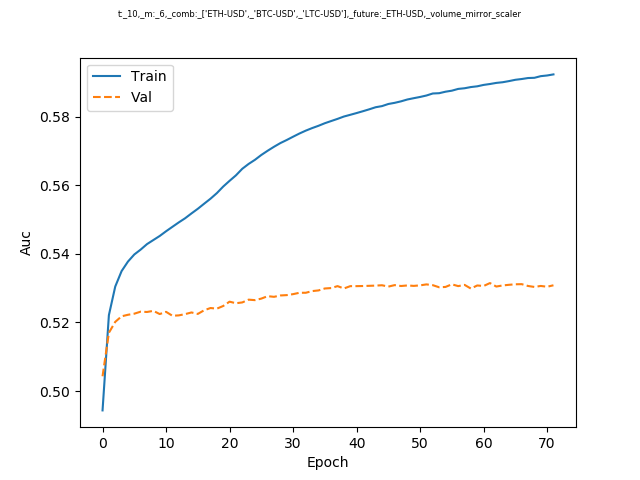 t:_10,_m:_6,_comb:_['ETH-USD',_'BTC-USD',_'LTC-USD'],_future:_ETH-USD,_volume_mirror_scaler
Train
Val
Auc
0.58
0.56
0.54
0.52
0.50
0 10 20 30 40 50 60 70
Epoch